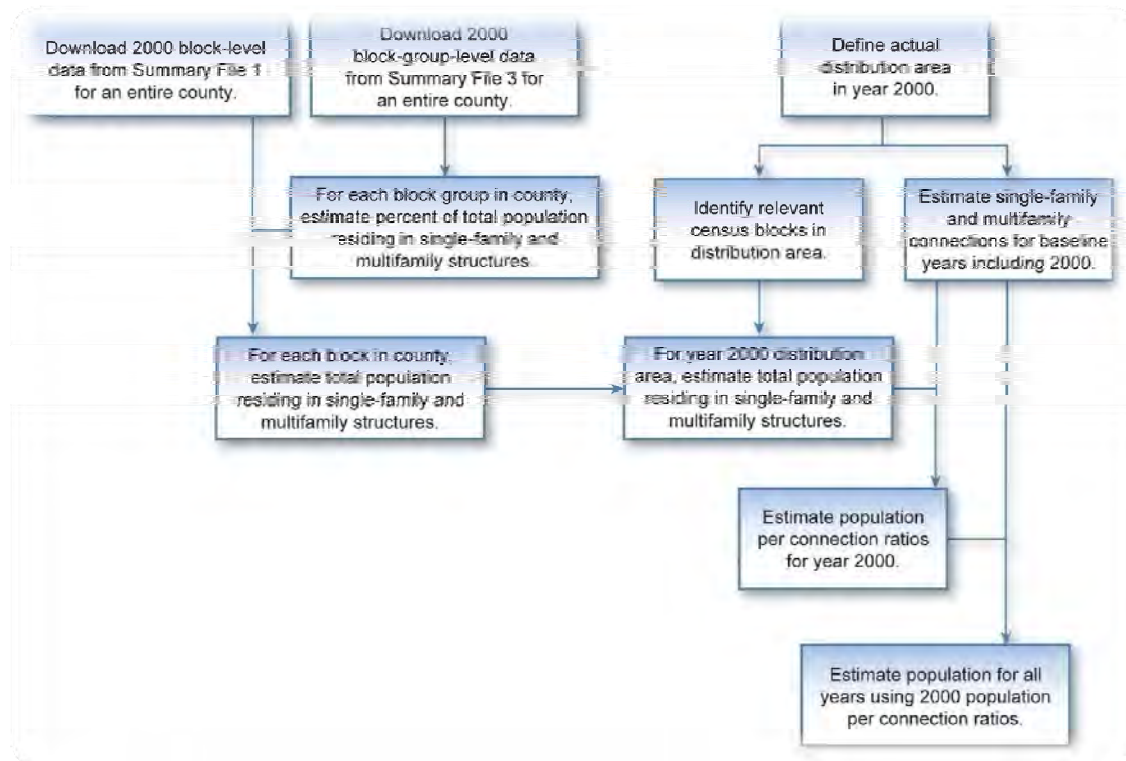 Download 2000 block-level
data from Summary File 1
for an entire county.
Download 2000
block-group-level data
from Summary File 3 for
an entire county.
Define actual
distribution area
in year 2000.
For each block group in county,
estimate percent of total population
residing in single-family and
multifamily structures.
Identify relevant
census blocks in
distribution area.
Estimate single-family
and multifamily
connections for baseline
years including 2000.
For each block in county,
estimate total population
residing in single-family and
multifamily structures.
For year 2000 distribution
area, estimate total population
residing in single-family and
multifamily structures.
Estimate population
per connection ratios
for year 2000.
Estimate population for all
years using 2000 population
per connection ratios.